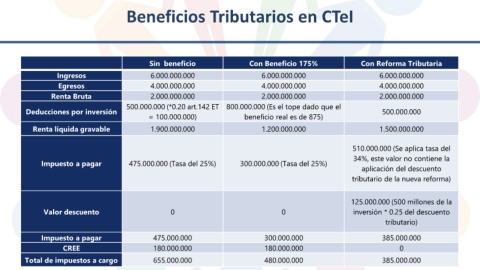 Beneficios Tributarios en CTeI
Sin beneficio Con Beneficio 175% Con Reforma Tributaria
Ingresos 6.000.000.000 6.000.000.000 6.000.000.000
Egresos 4.000.000.000 4.000.000.000 4.000.000.000
Renta Bruta 2.000.000.000 2.000.000.000 2.000.000.000
Deducciones por inversión
500.000.000 (*0.20 art.142 ET
= 100.000.000)
800.000.000 (Es el tope dado que el
beneficio real es de 875)
500.000.000
Renta líquida gravable 1.900.000.000 1.200.000.000 1.500.000.000
Impuesto a pagar
475.000.000 (Tasa del 25%)
300.000.000 (Tasa del 25%)
510.000.000 (Se aplica tasa del
34%, este valor no contiene la
aplicación del descuento
tributario de la nueva reforma)
Valor descuento
0
0
125.000.000 (500 millones de la
inversión * 0.25 del descuento
tributario)
Impuesto a pagar 475.000.000 300.000.000 385.000.000
CREE 180.000.000 180.000.000 0
Total de impuestos a cargo 655.000.000 480.000.000 385.000.000